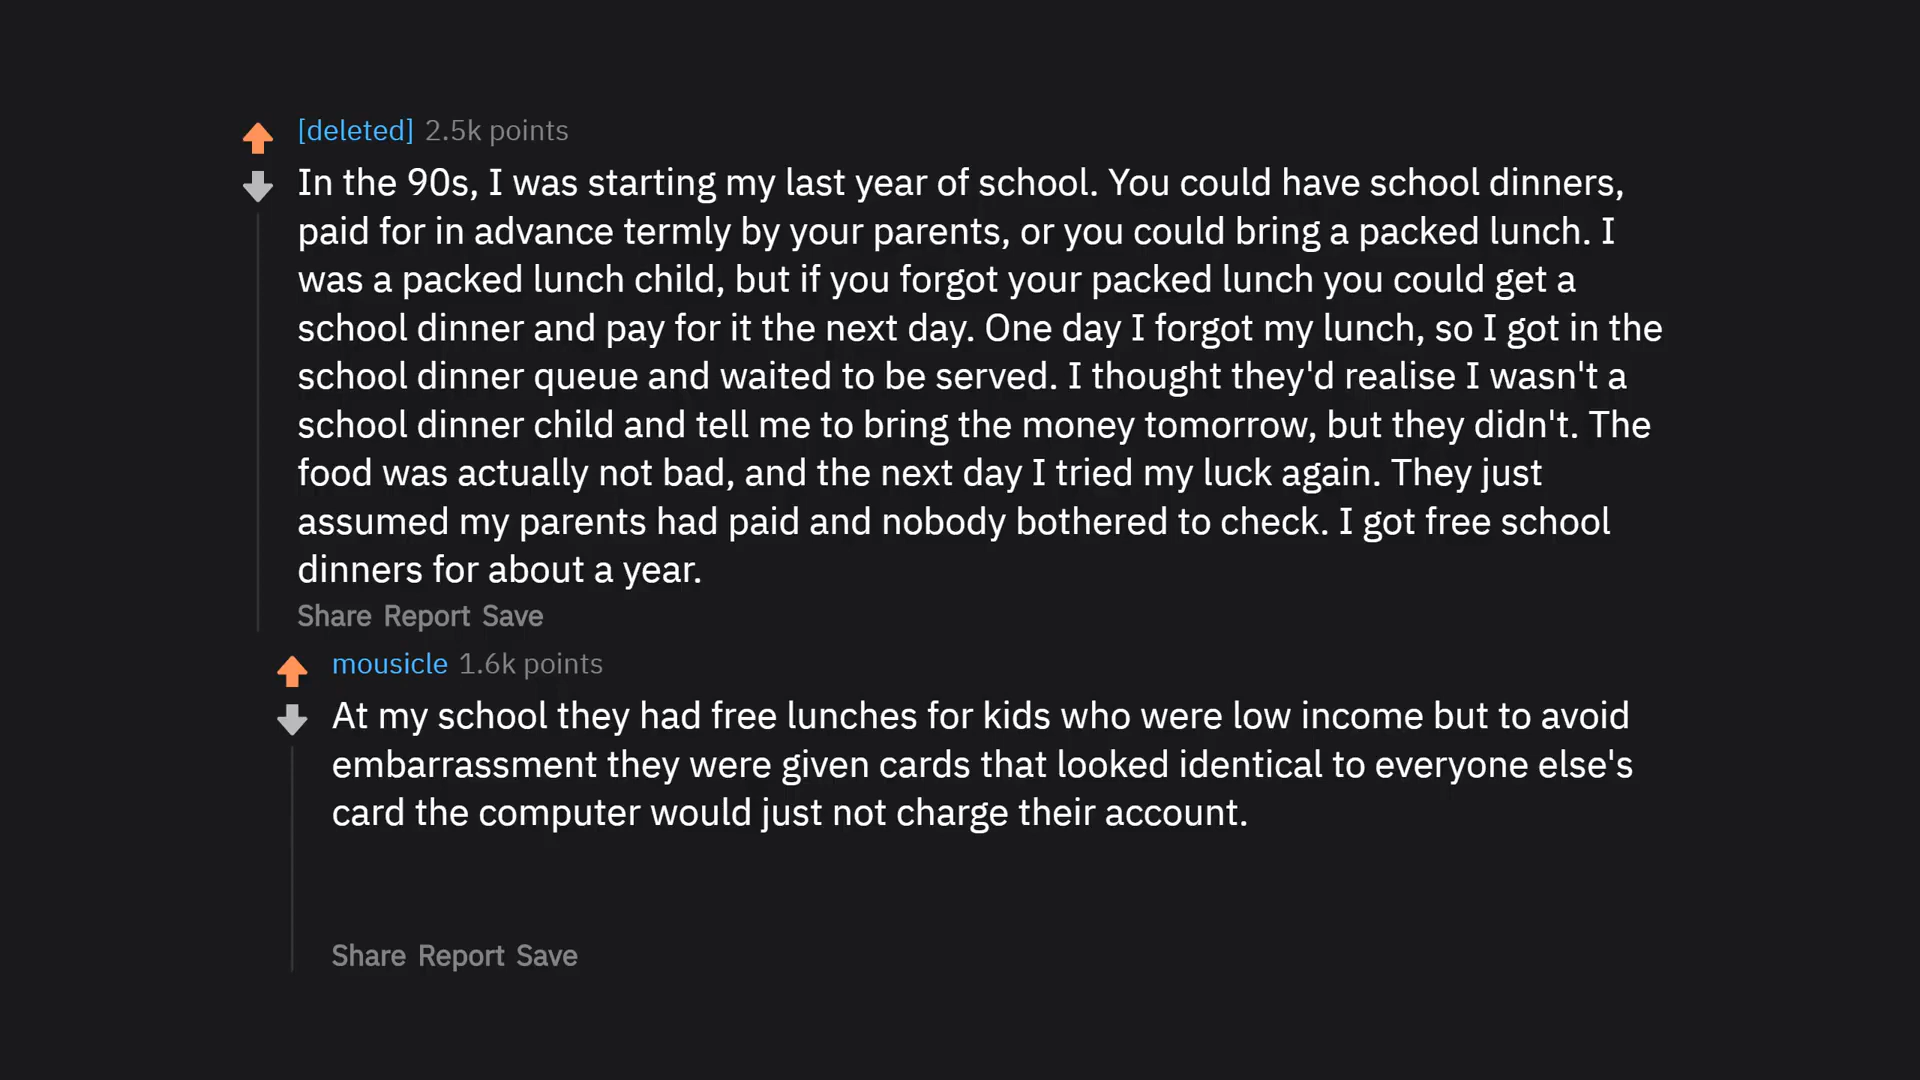 [deleted] 2.5k points
In the 90s, I was starting my last year of school. You could have school dinners,
paid for in advance termly by your parents, or you could bring a packed lunch. I
was a packed lunch child, but if you forgot your packed lunch you could get a
school dinner and pay for it the next day. One day I forgot my lunch, so I got in the
school dinner queue and waited to be served. I thought they'd realise I wasn't a
school dinner child and tell me to bring the money tomorrow, but they didn't. The
food was actually not bad, and the next day I tried my luck again. They just
assumed my parents had paid and nobody bothered to check. I got free school
dinners for about a year.
Share Report Save
mousicle 1.6k points
At my school they had free lunches for kids who were low income but to avoid
embarrassment they were given cards that looked identical to everyone else's
card the computer would just not charge their account.
Share Report Save